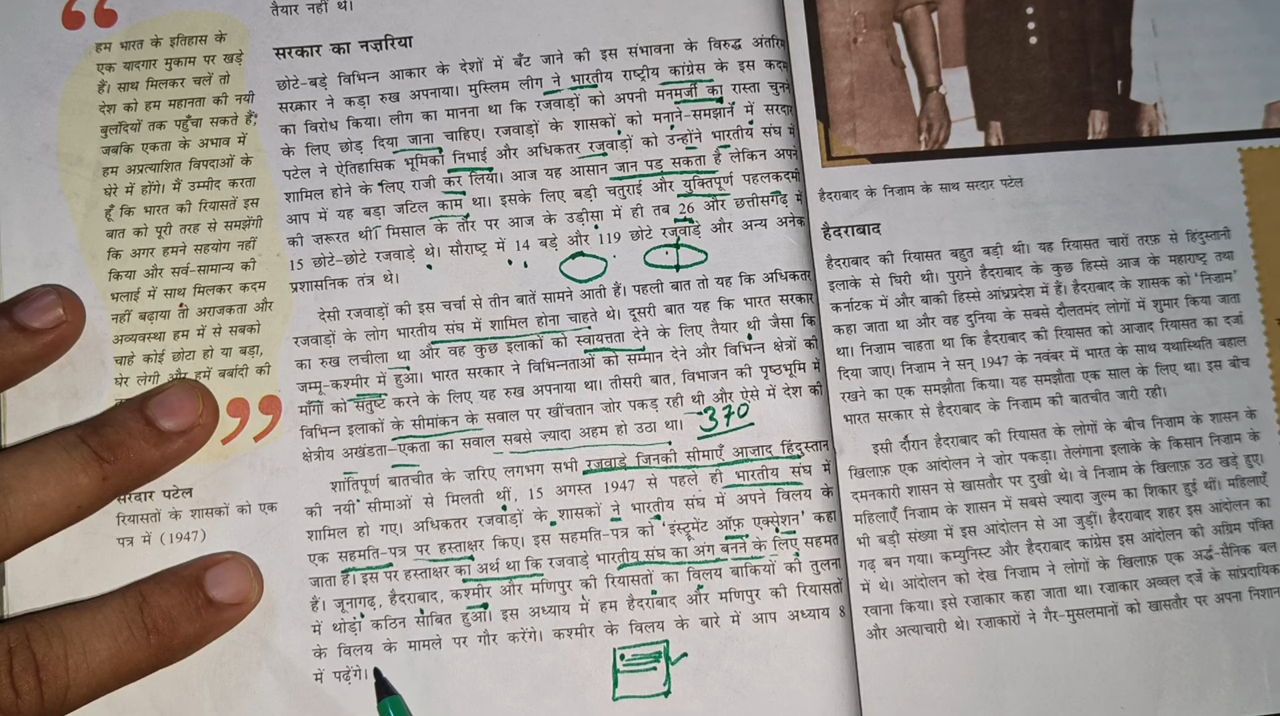 तैयार नहीं थे।
हम भारत के इतिहास के
एक यादगार मुकाम पर खड़े
हैं। साथ मिलकर चलें तो
देश को हम महानता की नयी
बुलंदियों तक पहुँचा सकते हैं,
जबकि एकता के अभाव में
हम अप्रत्याशित विपदाओं के
घेरे में होंगे। मैं उम्मीद करता
हूँ कि भारत की रियासतें इस
बात को पूरी तरह से समझेंगी
कि अगर हमने सहयोग नहीं
किया और सर्व-सामान्य की
भलाई में साथ मिलकर कदम
नहीं बढ़ाया तो अराजकता और
अव्यवस्था हम में से सबको
चाहे कोई छोटा हो या बड़ा,
घेर लेगी और हमें बर्बादी की
सरदार पटेल
रियासतों के शासकों को एक
पत्र में (1947)
सरकार का नज़रिया
छोटे-बड़े विभिन्न आकार के देशों में बँट जाने की इस संभावना के विरुद्ध अंतरिम
सरकार ने कड़ा रुख अपनाया। मुस्लिम लीग ने भारतीय राष्ट्रीय कांग्रेस के इस कदम
का विरोध किया। लीग का मानना था कि रजवाड़ों को अपनी मनमर्जी का रास्ता चुनने
के लिए छोड़ दिया जाना चाहिए। रजवाड़ों के शासकों को मनाने-समझाने में सरदार
पटेल ने ऐतिहासिक भूमिका निभाई और अधिकतर रजवाड़ों को उन्होंने भारतीय संघ में
शामिल होने के लिए राजी कर लिया। आज यह आसान जान पड़ सकता है लेकिन अपने
आप में यह बड़ा जटिल काम था। इसके लिए बड़ी चतुराई और युक्तिपूर्ण पहलकदमी
की ज़रूरत थी। मिसाल के तौर पर आज के उड़ीसा में ही तब 26 और छत्तीसगढ़ में
15 छोटे-छोटे रजवाड़े थे। सौराष्ट्र में 14 बड़े और 119 छोटे रजवाड़े और अन्य अनेक
प्रशासनिक तंत्र थे।
देसी रजवाड़ों की इस चर्चा से तीन बातें सामने आती हैं। पहली बात तो यह कि अधिकतर
रजवाड़ों के लोग भारतीय संघ में शामिल होना चाहते थे। दूसरी बात यह कि भारत सरकार
का रुख लचीला था और वह कुछ इलाकों को स्वायत्तता देने के लिए तैयार थी जैसा कि
जम्मू-कश्मीर में हुआ। भारत सरकार ने विभिन्नताओं को सम्मान देने और विभिन्न क्षेत्रों की
माँगों को संतुष्ट करने के लिए यह रुख अपनाया था। तीसरी बात, विभाजन की पृष्ठभूमि में
विभिन्न इलाकों के सीमांकन के सवाल पर खींचतान जोर पकड़ रही थी और ऐसे में देश की
क्षेत्रीय अखंडता-एकता का सवाल सबसे ज्यादा अहम हो उठा था। 370
शांतिपूर्ण बातचीत के ज़रिए लगभग सभी रजवाड़े जिनकी सीमाएँ आज़ाद हिंदुस्तान
की नयी सीमाओं से मिलती थीं, 15 अगस्त 1947 से पहले ही भारतीय संघ में
शामिल हो गए। अधिकतर रजवाड़ों के शासकों ने भारतीय संघ में अपने विलय के
एक सहमति-पत्र पर हस्ताक्षर किए। इस सहमति-पत्र को 'इंस्ट्रूमेंट ऑफ़ एक्सेशन' कहा
जाता है। इस पर हस्ताक्षर का अर्थ था कि रजवाड़े भारतीय संघ का अंग बनने के लिए सहमत
हैं। जूनागढ़, हैदराबाद, कश्मीर और मणिपुर की रियासतों का विलय बाकियों की तुलना
में थोड़ा कठिन साबित हुआ। इस अध्याय में हम हैदराबाद और मणिपुर की रियासतों
के विलय के मामले पर गौर करेंगे। कश्मीर के विलय के बारे में आप अध्याय 8
में पढ़ेंगे।
हैदराबाद के निज़ाम के साथ सरदार पटेल
हैदराबाद
हैदराबाद की रियासत बहुत बड़ी थी। यह रियासत चारों तरफ़ से हिंदुस्तानी
इलाके से घिरी थी। पुराने हैदराबाद के कुछ हिस्से आज के महाराष्ट्र तथा
कर्नाटक में और बाकी हिस्से आंध्रप्रदेश में हैं। हैदराबाद के शासक को 'निज़ाम'
कहा जाता था और वह दुनिया के सबसे दौलतमंद लोगों में शुमार किया जाता
था। निज़ाम चाहता था कि हैदराबाद की रियासत को आज़ाद रियासत का दर्जा
दिया जाए। निज़ाम ने सन् 1947 के नवंबर में भारत के साथ यथास्थिति बहाल
रखने का एक समझौता किया। यह समझौता एक साल के लिए था। इस बीच
भारत सरकार से हैदराबाद के निज़ाम की बातचीत जारी रही।
इसी दौरान हैदराबाद की रियासत के लोगों के बीच निज़ाम के शासन के
खिलाफ़ एक आंदोलन ने ज़ोर पकड़ा। तेलंगाना इलाके के किसान निज़ाम के
दमनकारी शासन से खासतौर पर दुखी थे। वे निज़ाम के खिलाफ़ उठ खड़े हुए।
महिलाएँ निज़ाम के शासन में सबसे ज्यादा जुल्म का शिकार हुई थीं। महिलाएँ
भी बड़ी संख्या में इस आंदोलन से आ जुड़ीं। हैदराबाद शहर इस आंदोलन का
गढ़ बन गया। कम्युनिस्ट और हैदराबाद कांग्रेस इस आंदोलन की अग्रिम पंक्ति
में थे। आंदोलन को देख निज़ाम ने लोगों के खिलाफ़ एक अर्द्ध-सैनिक बल
रवाना किया। इसे रज़ाकार कहा जाता था। रज़ाकार अव्वल दर्जे के सांप्रदायिक
और अत्याचारी थे। रज़ाकारों ने गैर-मुसलमानों को खासतौर पर अपना निशाना